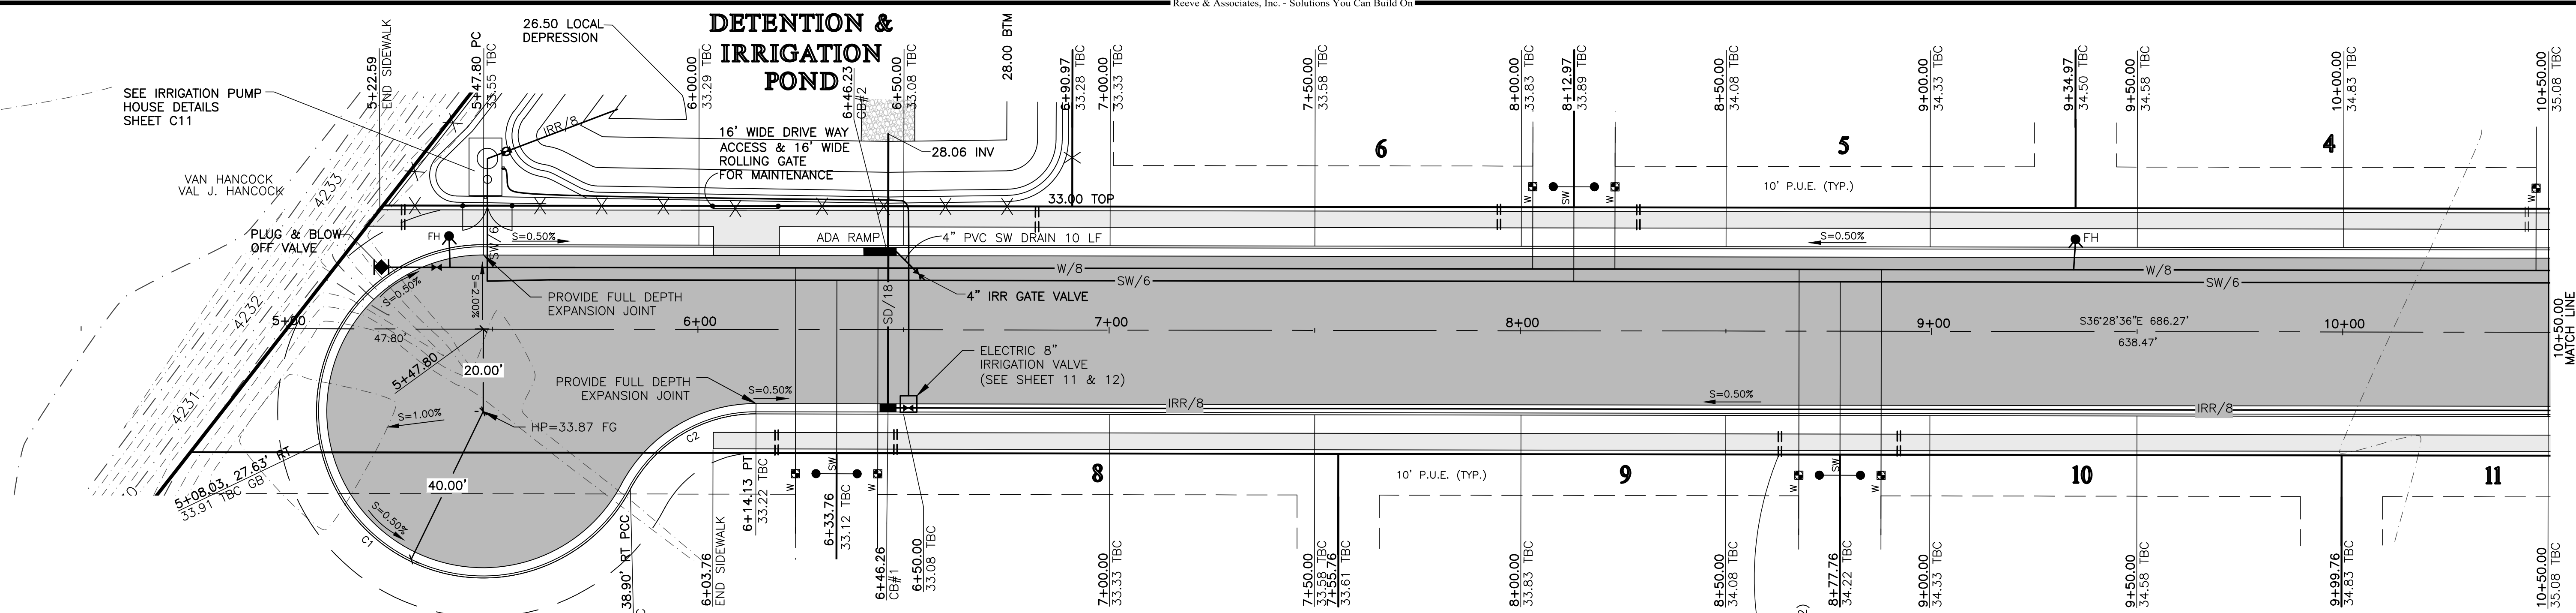 Reeve & Associates, Inc. - Solutions You Can Build On
DETENTION &
IRRIGATION
POND
26.50 LOCAL
DEPRESSION
5+22.59
END SIDEWALK
5+47.80 PC
33.55 TBC
6+00.00
33.29 TBC
6+46.23
CB#2
6+50.00
33.08 TBC
28.00 BTM
6+90.97
33.28 TBC
7+00.00
33.33 TBC
7+50.00
33.58 TBC
8+00.00
33.83 TBC
8+12.97
33.89 TBC
8+50.00
34.08 TBC
9+00.00
34.33 TBC
9+34.97
34.50 TBC
9+50.00
34.58 TBC
10+00.00
34.83 TBC
10+50.00
35.08 TBC
SEE IRRIGATION PUMP
HOUSE DETAILS
SHEET C11
IRR/8
16' WIDE DRIVE WAY
ACCESS & 16' WIDE
ROLLING GATE
FOR MAINTENANCE
28.06 INV
6
5
4
VAN HANCOCK
VAL J. HANCOCK
4233
4232
4231
W
SW
W
10' P.U.E. (TYP.)
W
33.00 TOP
PLUG & BLOW
OFF VALVE
FH
SW/6
S=0.50%
ADA RAMP
4" PVC SW DRAIN 10 LF
S=0.50%
FH
W/8
W/8
SW/6
SW/6
S=0.50%
S=2.00%
PROVIDE FULL DEPTH
EXPANSION JOINT
SD/18
4" IRR GATE VALVE
5+00
6+00
7+00
8+00
9+00
10+00
S36°28'36"E 686.27'
638.47'
10+50.00
MATCH LINE
47.80'
5+47.80
20.00'
ELECTRIC 8"
IRRIGATION VALVE
(SEE SHEET 11 & 12)
PROVIDE FULL DEPTH
EXPANSION JOINT
S=0.50%
S=0.50%
IRR/8
IRR/8
S=1.00%
HP=33.87 FG
C2
5+08.03, 27.63' RT
33.91 TBC GB
40.00'
S=0.50%
C1
W
SW
W
8
10' P.U.E. (TYP.)
9
W
SW
W
10
11
38.90' RT PCC
6+03.76
END SIDEWALK
6+14.13 PT
33.22 TBC
6+33.76
33.12 TBC
6+46.26
CB#1
6+50.00
33.08 TBC
7+00.00
33.33 TBC
7+50.00
33.58 TBC
7+55.76
33.61 TBC
8+00.00
33.83 TBC
8+50.00
34.08 TBC
8+77.76
34.22 TBC
9+00.00
34.33 TBC
9+50.00
34.58 TBC
9+99.76
34.83 TBC
10+50.00
35.08 TBC